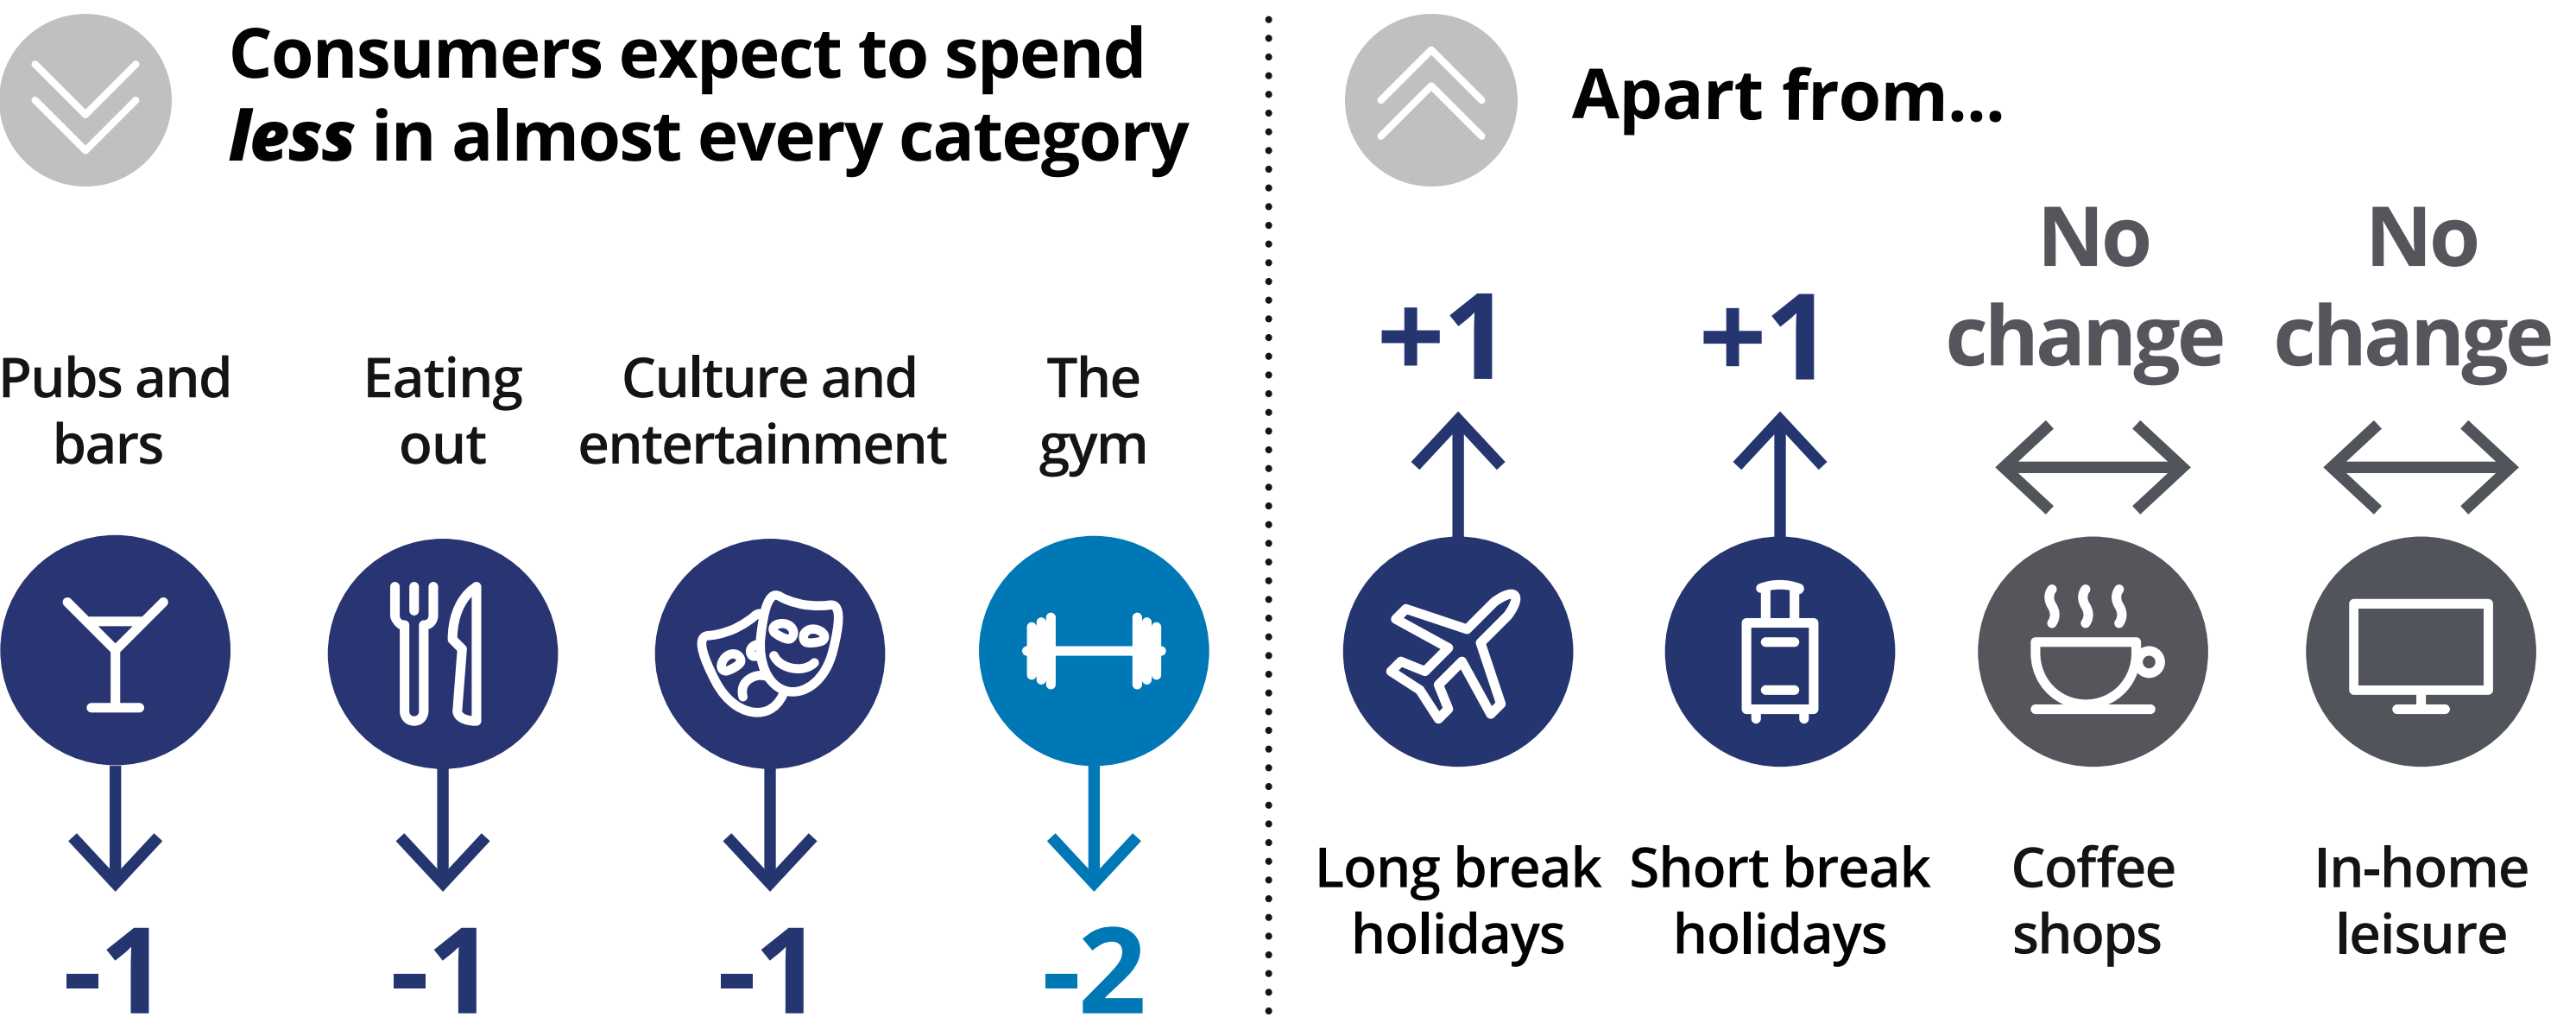 Consumers expect to spend
less in almost every category
Pubs and
bars
-1
Eating
out
-1
Culture and
entertainment
-1
The
gym
-2
Apart from...
+1
Long break
holidays
+1
Short break
holidays
No
change
Coffee
shops
No
change
In-home
leisure